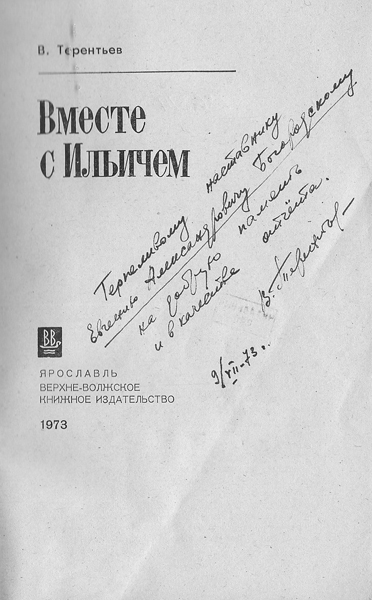 В. Терентьев
Вместе
с Ильичем
Терпеливому наставнику
Евгению Александровичу Богородскому
на добрую память
и в качестве отчёта.
В. Терентьев
9/VII-73 г.
ВВ
ЯРОСЛАВЛЬ
ВЕРХНЕ-ВОЛЖСКОЕ
КНИЖНОЕ ИЗДАТЕЛЬСТВО
1973